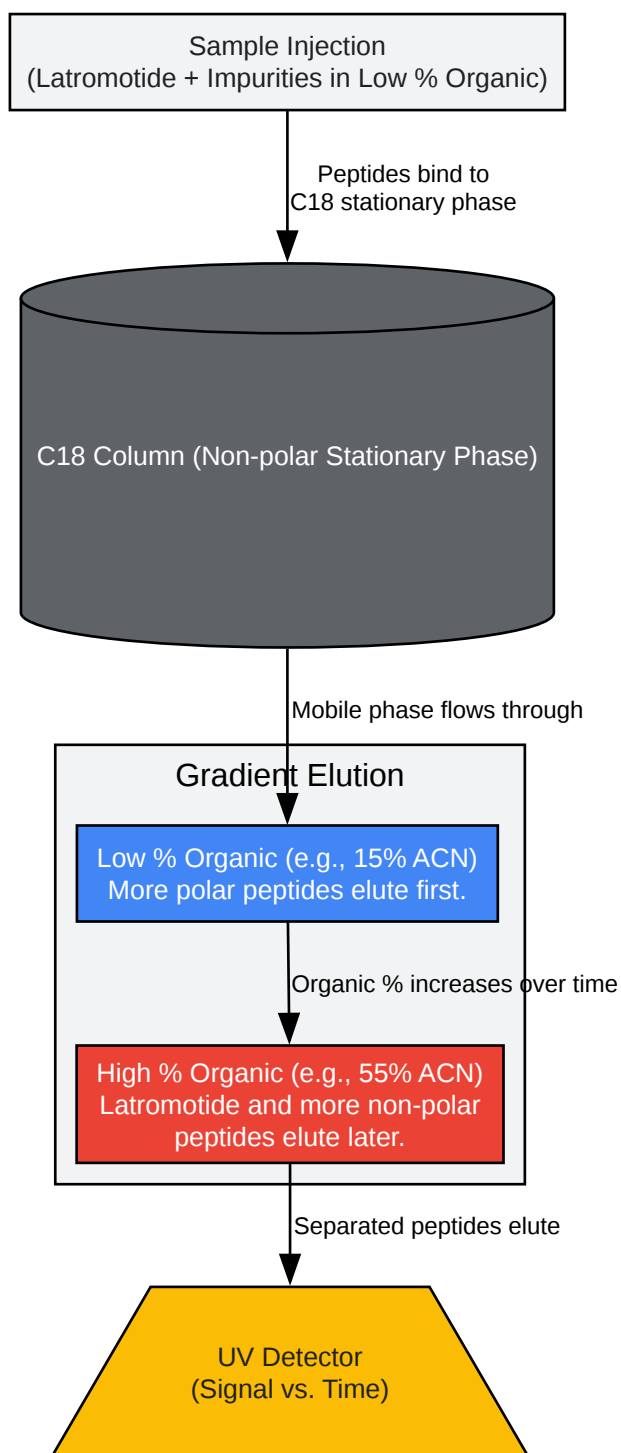 Sample Injection
(Latromotide + Impurities in Low % Organic)
Peptides bind to
C18 stationary phase
C18 Column (Non-polar Stationary Phase)
Mobile phase flows through
Gradient Elution
Low % Organic (e.g., 15% ACN)
More polar peptides elute first.
Organic % increases over time
High % Organic (e.g., 55% ACN)
Latromotide and more non-polar
peptides elute later.
Separated peptides elute
UV Detector
(Signal vs. Time)